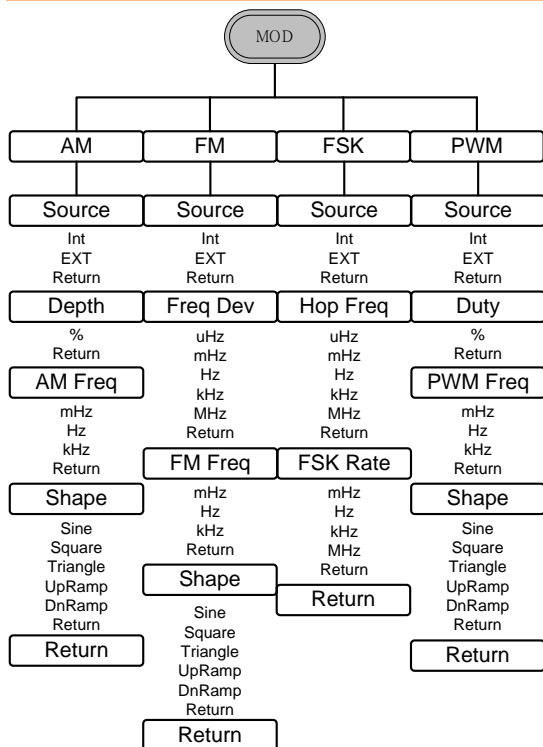 MOD
AM
FM
FSK
PWM
Source
Int
EXT
Return
Depth
%
Return
AM Freq
mHz
Hz
kHz
Return
Shape
Sine
Square
Triangle
UpRamp
DnRamp
Return
Return
Source
Int
EXT
Return
Freq Dev
uHz
mHz
Hz
kHz
MHz
Return
FM Freq
mHz
Hz
kHz
Return
Shape
Sine
Square
Triangle
UpRamp
DnRamp
Return
Return
Source
Int
EXT
Return
Hop Freq
uHz
mHz
Hz
kHz
MHz
Return
FSK Rate
mHz
Hz
kHz
MHz
Return
Return
Source
Int
EXT
Return
Duty
%
Return
PWM Freq
mHz
Hz
kHz
Return
Shape
Sine
Square
Triangle
UpRamp
DnRamp
Return
Return